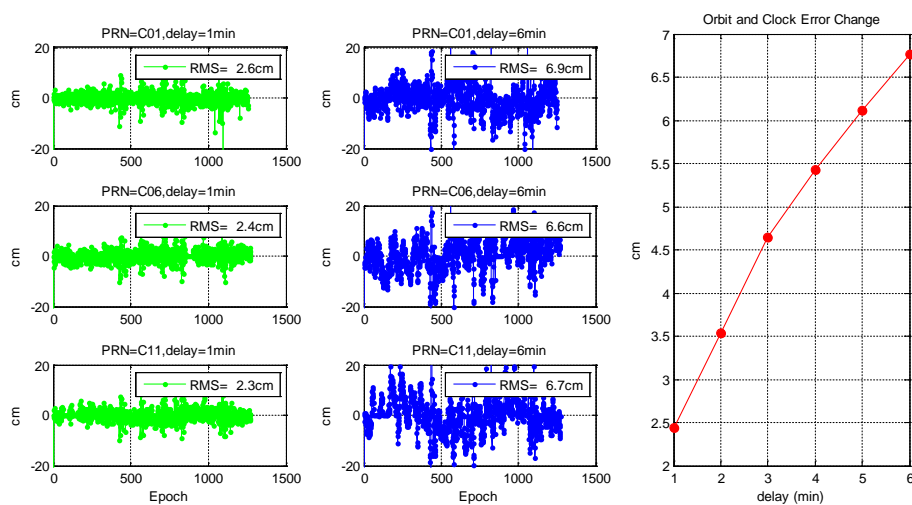 PRN=C01,delay=1min
20
0
-20
cm
RMS= 2.6cm
0 500 1000 1500
PRN=C01,delay=6min
20
0
-20
RMS= 6.9cm
0 500 1000 1500
PRN=C06,delay=1min
20
0
-20
cm
RMS= 2.4cm
0 500 1000 1500
PRN=C06,delay=6min
20
0
-20
cm
RMS= 6.6cm
0 500 1000 1500
PRN=C11,delay=1min
20
0
-20
cm
RMS= 2.3cm
0 500 1000 1500
Epoch
PRN=C11,delay=6min
20
0
-20
cm
RMS= 6.7cm
0 500 1000 1500
Epoch
Orbit and Clock Error Change
7
6.5
6
5.5
5
4.5
4
3.5
3
2.5
2
cm
1 2 3 4 5 6
delay (min)